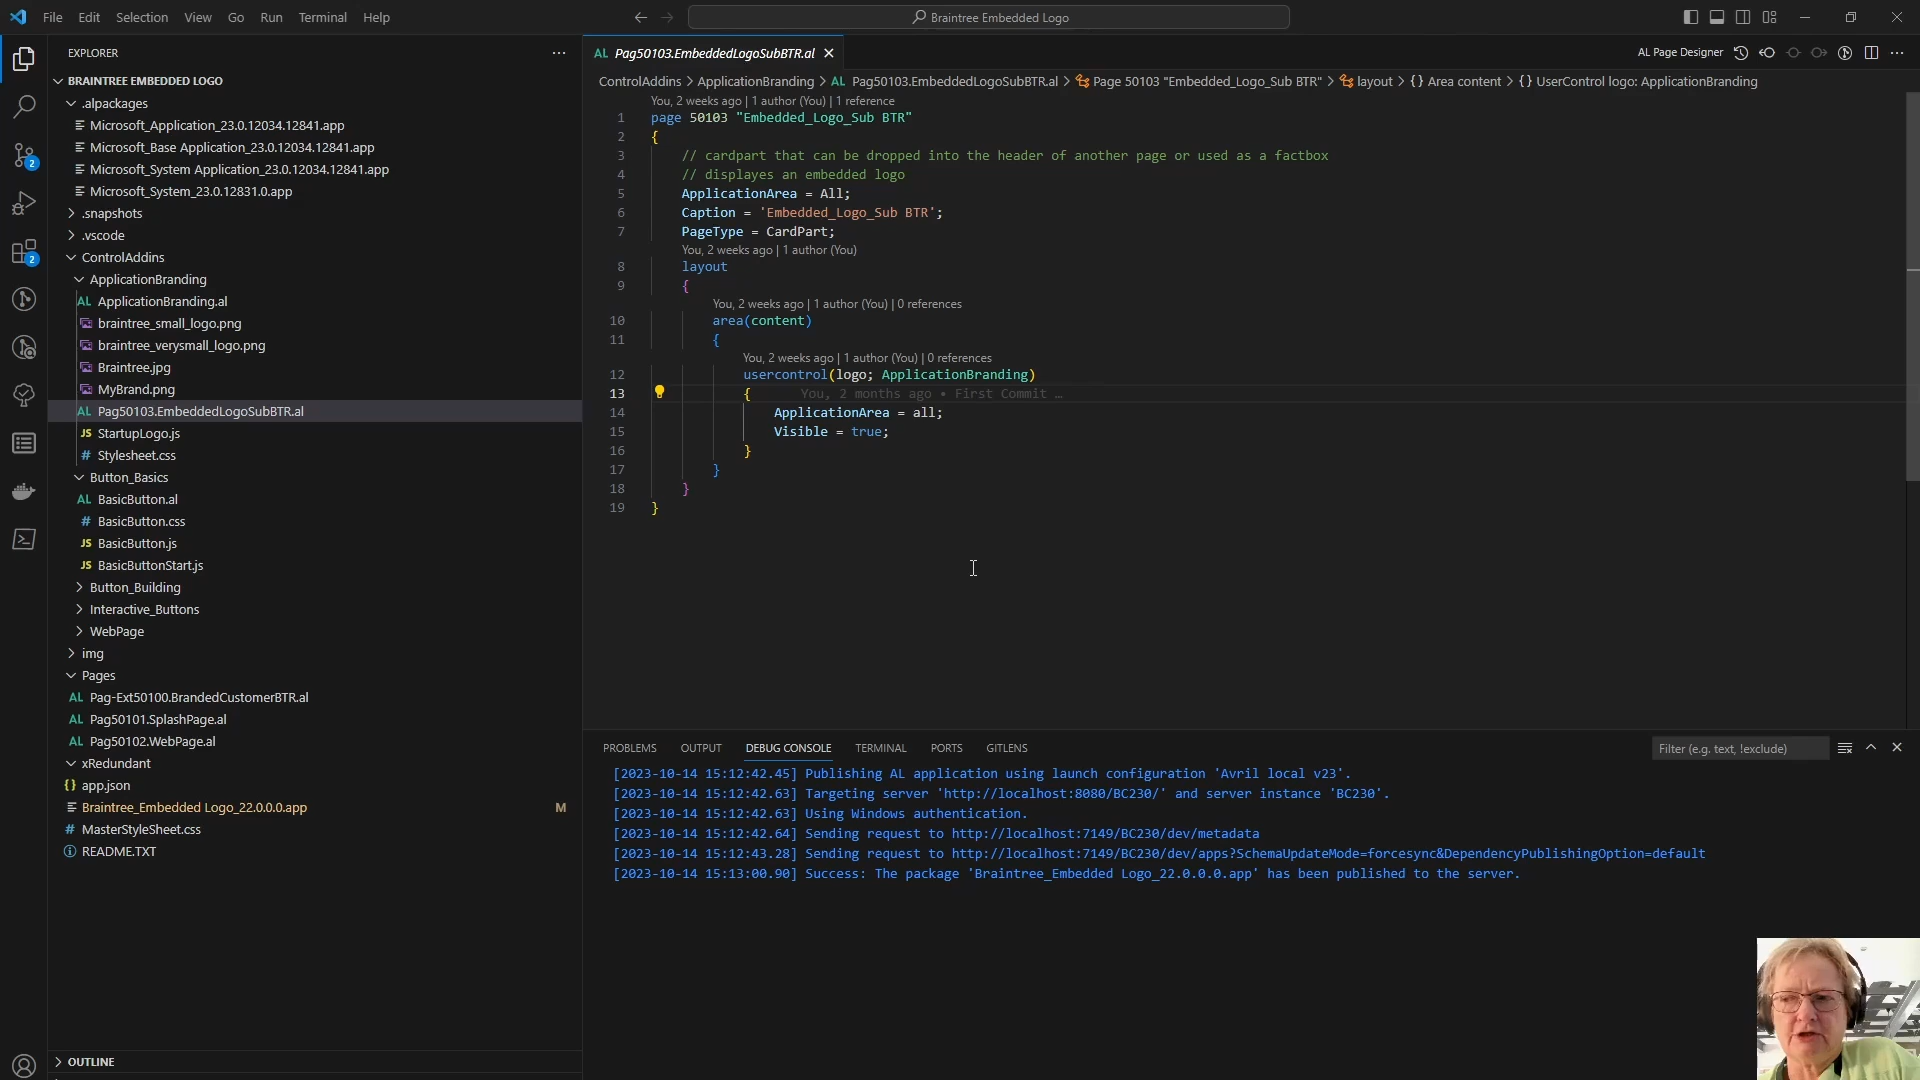 File Edit Selection View Go Run Terminal Help
Braintree Embedded Logo
EXPLORER
BRAINTREE EMBEDDED LOGO
.alpackages
Microsoft_Application_23.0.12034.12841.app
Microsoft_Base Application_23.0.12034.12841.app
Microsoft_System Application_23.0.12034.12841.app
Microsoft_System_23.0.12831.0.app
.snapshots
.vscode
ControlAddins
ApplicationBranding
AL ApplicationBranding.al
braintree_small_logo.png
braintree_verysmall_logo.png
Braintree.jpg
MyBrand.png
AL Pag50103.EmbeddedLogoSubBTR.al
JS StartupLogo.js
# Stylesheet.css
Button_Basics
AL BasicButton.al
# BasicButton.css
JS BasicButton.js
JS BasicButtonStart.js
Button_Building
Interactive_Buttons
WebPage
img
Pages
AL Pag-Ext50100.BrandedCustomerBTR.al
AL Pag50101.SplashPage.al
AL Pag50102.WebPage.al
xRedundant
{} app.json
Braintree_Embedded Logo_22.0.0.0.app M
# MasterStyleSheet.css
README.TXT
OUTLINE
2
2
AL Pag50103.EmbeddedLogoSubBTR.al
AL Page Designer
ControlAddins > ApplicationBranding > AL Pag50103.EmbeddedLogoSubBTR.al > Page 50103 "Embedded_Logo_Sub BTR" > layout > {} Area content > {} UserControl logo: ApplicationBranding
You, 2 weeks ago | 1 author (You) | 1 reference
1 page 50103 "Embedded_Logo_Sub BTR"
2 {
3 // cardpart that can be dropped into the header of another page or used as a factbox
4 // displayes an embedded logo
5 ApplicationArea = All;
6 Caption = 'Embedded_Logo_Sub BTR';
7 PageType = CardPart;
You, 2 weeks ago | 1 author (You)
8 layout
9 {
You, 2 weeks ago | 1 author (You) | 0 references
10 area(content)
11 {
You, 2 weeks ago | 1 author (You) | 0 references
12 usercontrol(logo; ApplicationBranding)
13 { You, 2 months ago • First Commit …
14 ApplicationArea = all;
15 Visible = true;
16 }
17 }
18 }
19 }
PROBLEMS OUTPUT DEBUG CONSOLE TERMINAL PORTS GITLENS
Filter (e.g. text, !exclude)
[2023-10-14 15:12:42.45] Publishing AL application using launch configuration 'Avril local v23'.
[2023-10-14 15:12:42.63] Targeting server 'http://localhost:8080/BC230/' and server instance 'BC230'.
[2023-10-14 15:12:42.63] Using Windows authentication.
[2023-10-14 15:12:42.64] Sending request to http://localhost:7149/BC230/dev/metadata
[2023-10-14 15:12:43.28] Sending request to http://localhost:7149/BC230/dev/apps?SchemaUpdateMode=forcesync&DependencyPublishingOption=default
[2023-10-14 15:13:00.90] Success: The package 'Braintree_Embedded Logo_22.0.0.0.app' has been published to the server.